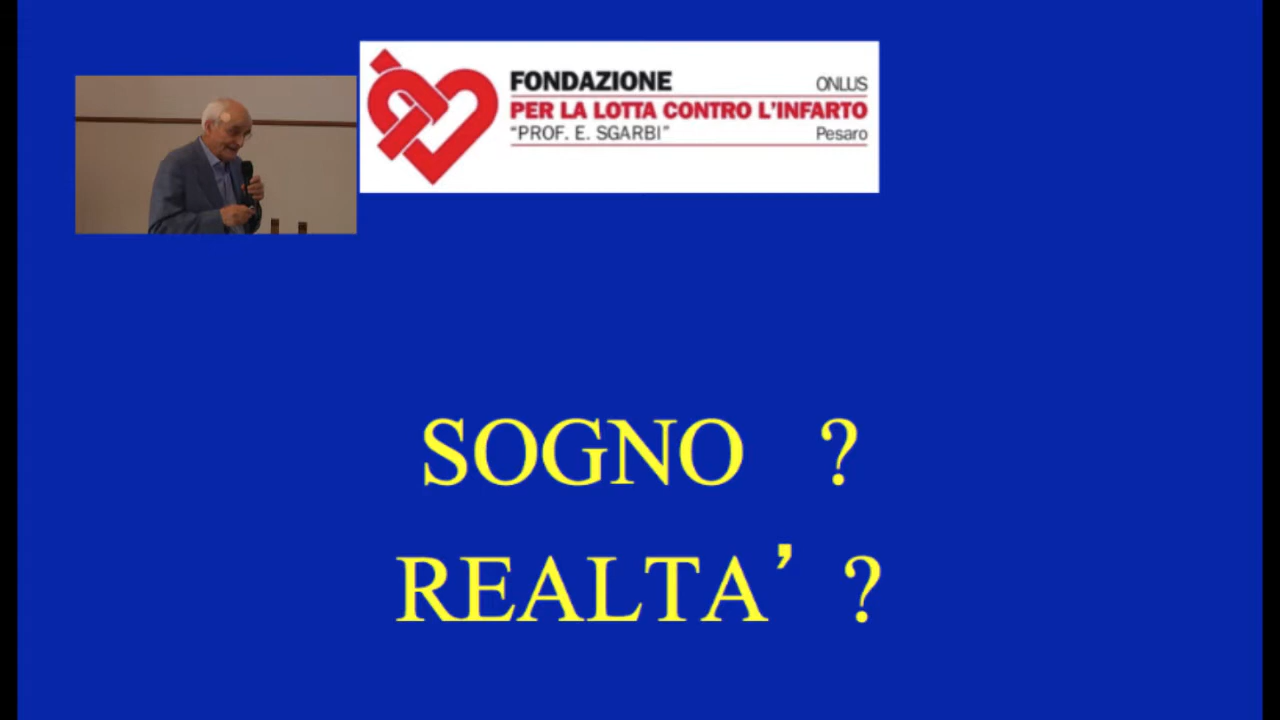 FONDAZIONE ONLUS
PER LA LOTTA CONTRO L'INFARTO
"PROF. E. SGARBI" Pesaro
SOGNO ?
REALTA’ ?